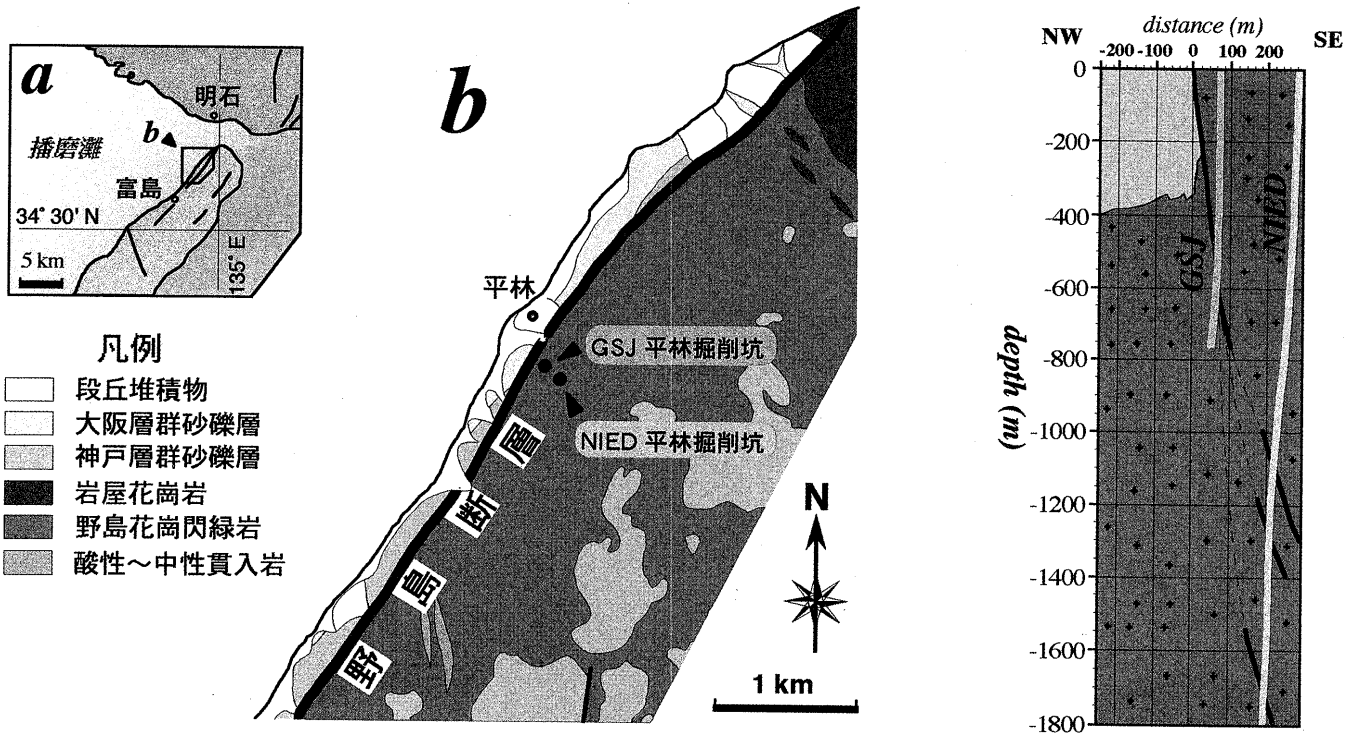 a
明石
b
播磨灘
富島
34° 30' N
5 km
135° E
凡例
段丘堆積物
大阪層群砂礫層
神戸層群砂礫層
岩屋花崗岩
野島花崗閃緑岩
酸性～中性貫入岩
b
平林
GSJ 平林掘削坑
NIED 平林掘削坑
野島断層
N
1 km
distance (m)
NW
SE
-200 -100 0 100 200
0
-200
-400
-600
-800
-1000
-1200
-1400
-1600
-1800
depth (m)
GSJ
NIED